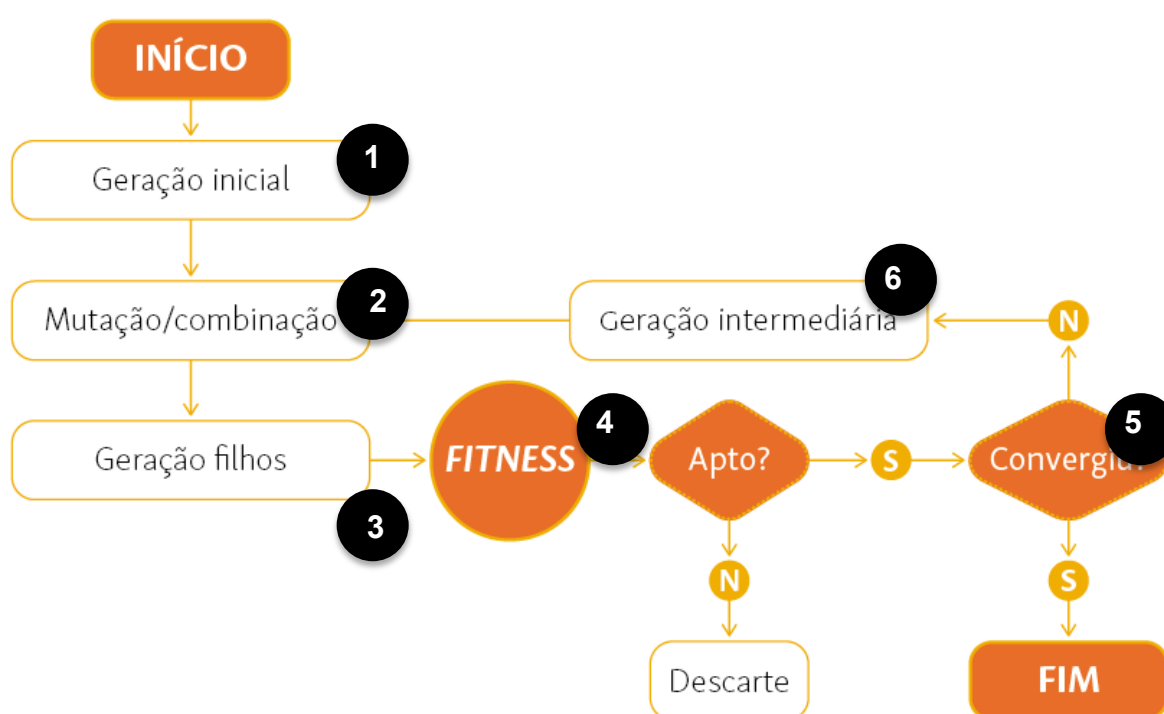 INÍCIO
1
Geração inicial
2
Mutação/combinação
6
Geração intermediária
N
3
Geração filhos
FITNESS
4
Apto?
S
5
Convergiu?
N
S
Descarte
FIM